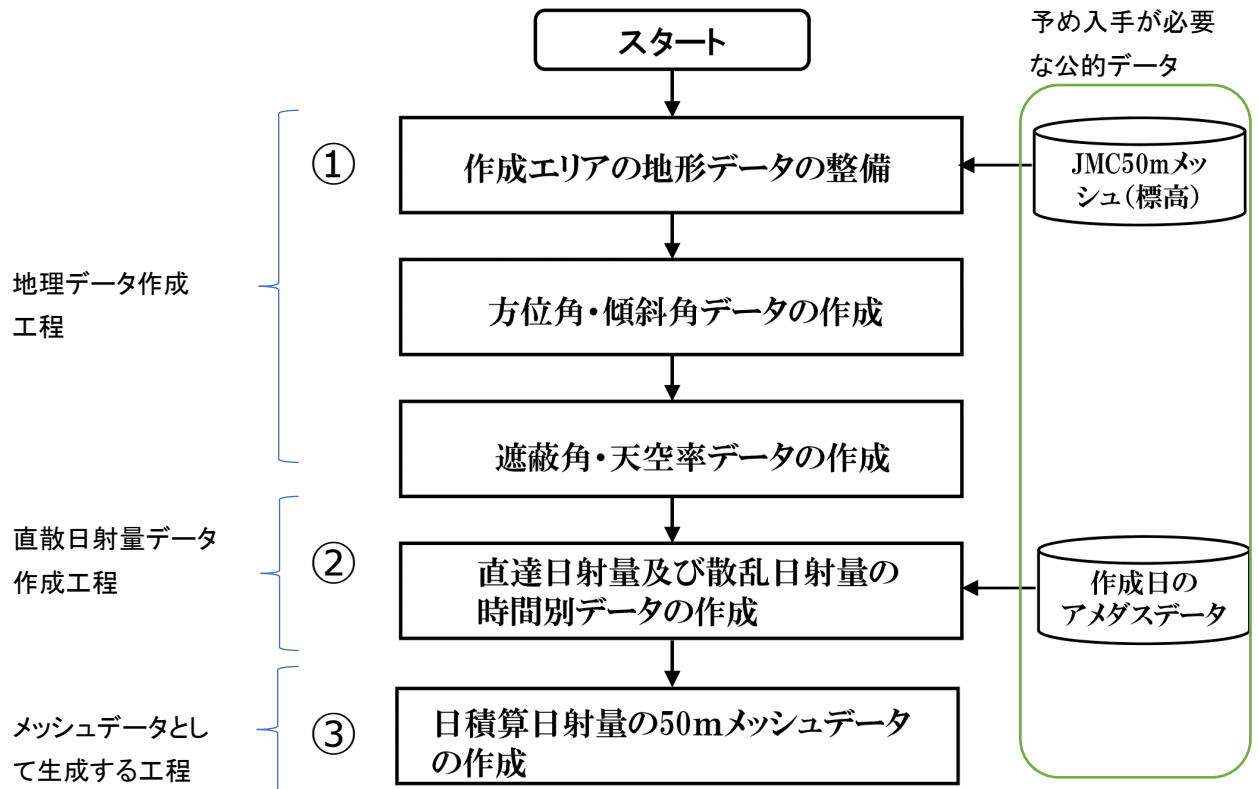 スタート
予め入手が必要
な公的データ
①
作成エリアの地形データの整備
JMC50mメッ
シュ（標高）
地理データ作成
工程
方位角・傾斜角データの作成
遮蔽角・天空率データの作成
直散日射量データ
作成工程
②
直達日射量及び散乱日射量の
時間別データの作成
作成日の
アメダスデータ
メッシュデータとし
て生成する工程
③
日積算日射量の50mメッシュデータ
の作成